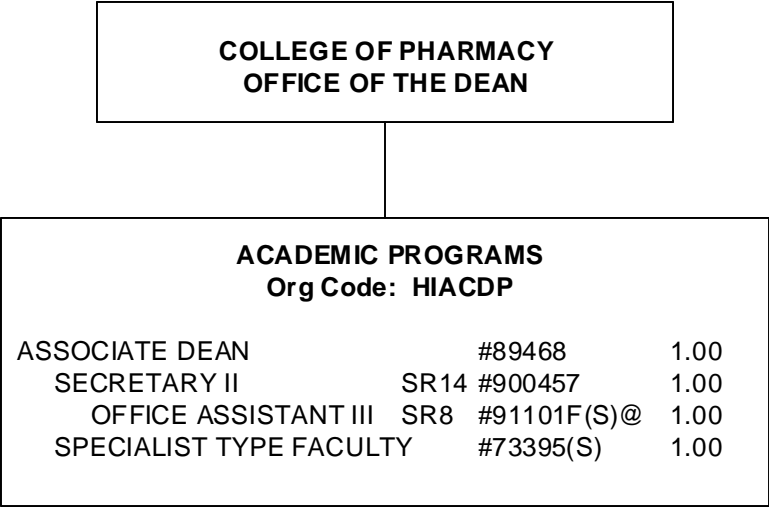 COLLEGE OF PHARMACY
OFFICE OF THE DEAN
ACADEMIC PROGRAMS
Org Code: HIACDP
ASSOCIATE DEAN #89468 1.00
SECRETARY II SR14 #900457 1.00
OFFICE ASSISTANT III SR8 #91101F(S)@ 1.00
SPECIALIST TYPE FACULTY #73395(S) 1.00